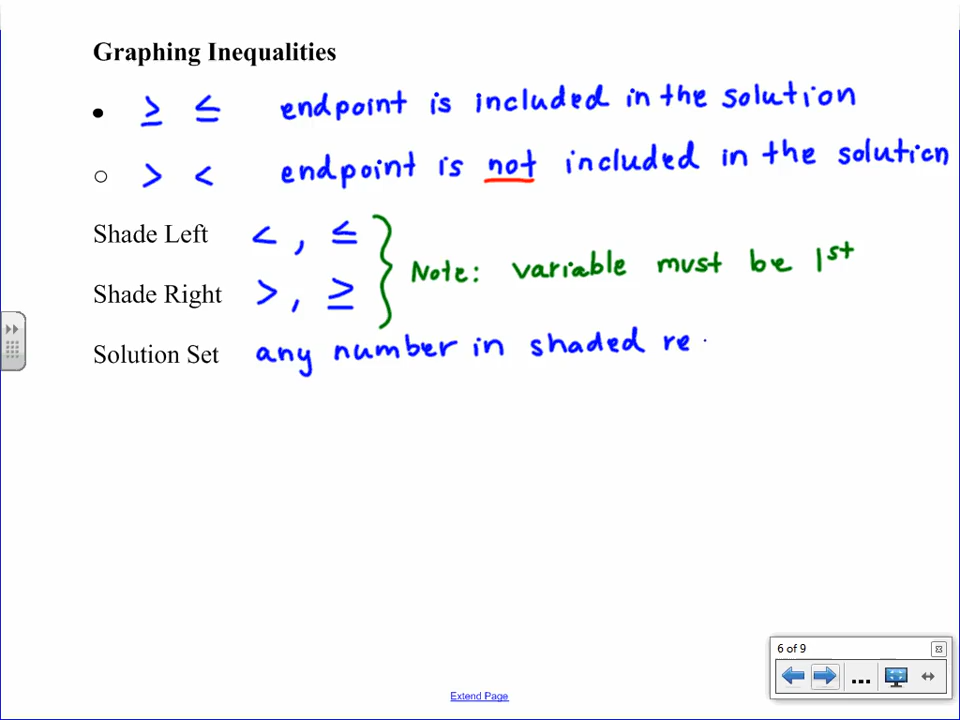 Graphing Inequalities
• ≥ ≤ endpoint is included in the solution
○ > < endpoint is not included in the solution
Shade Left < , ≤
Note: variable must be 1st
Shade Right > , ≥
Solution Set any number in shaded re
6 of 9
...
Extend Page